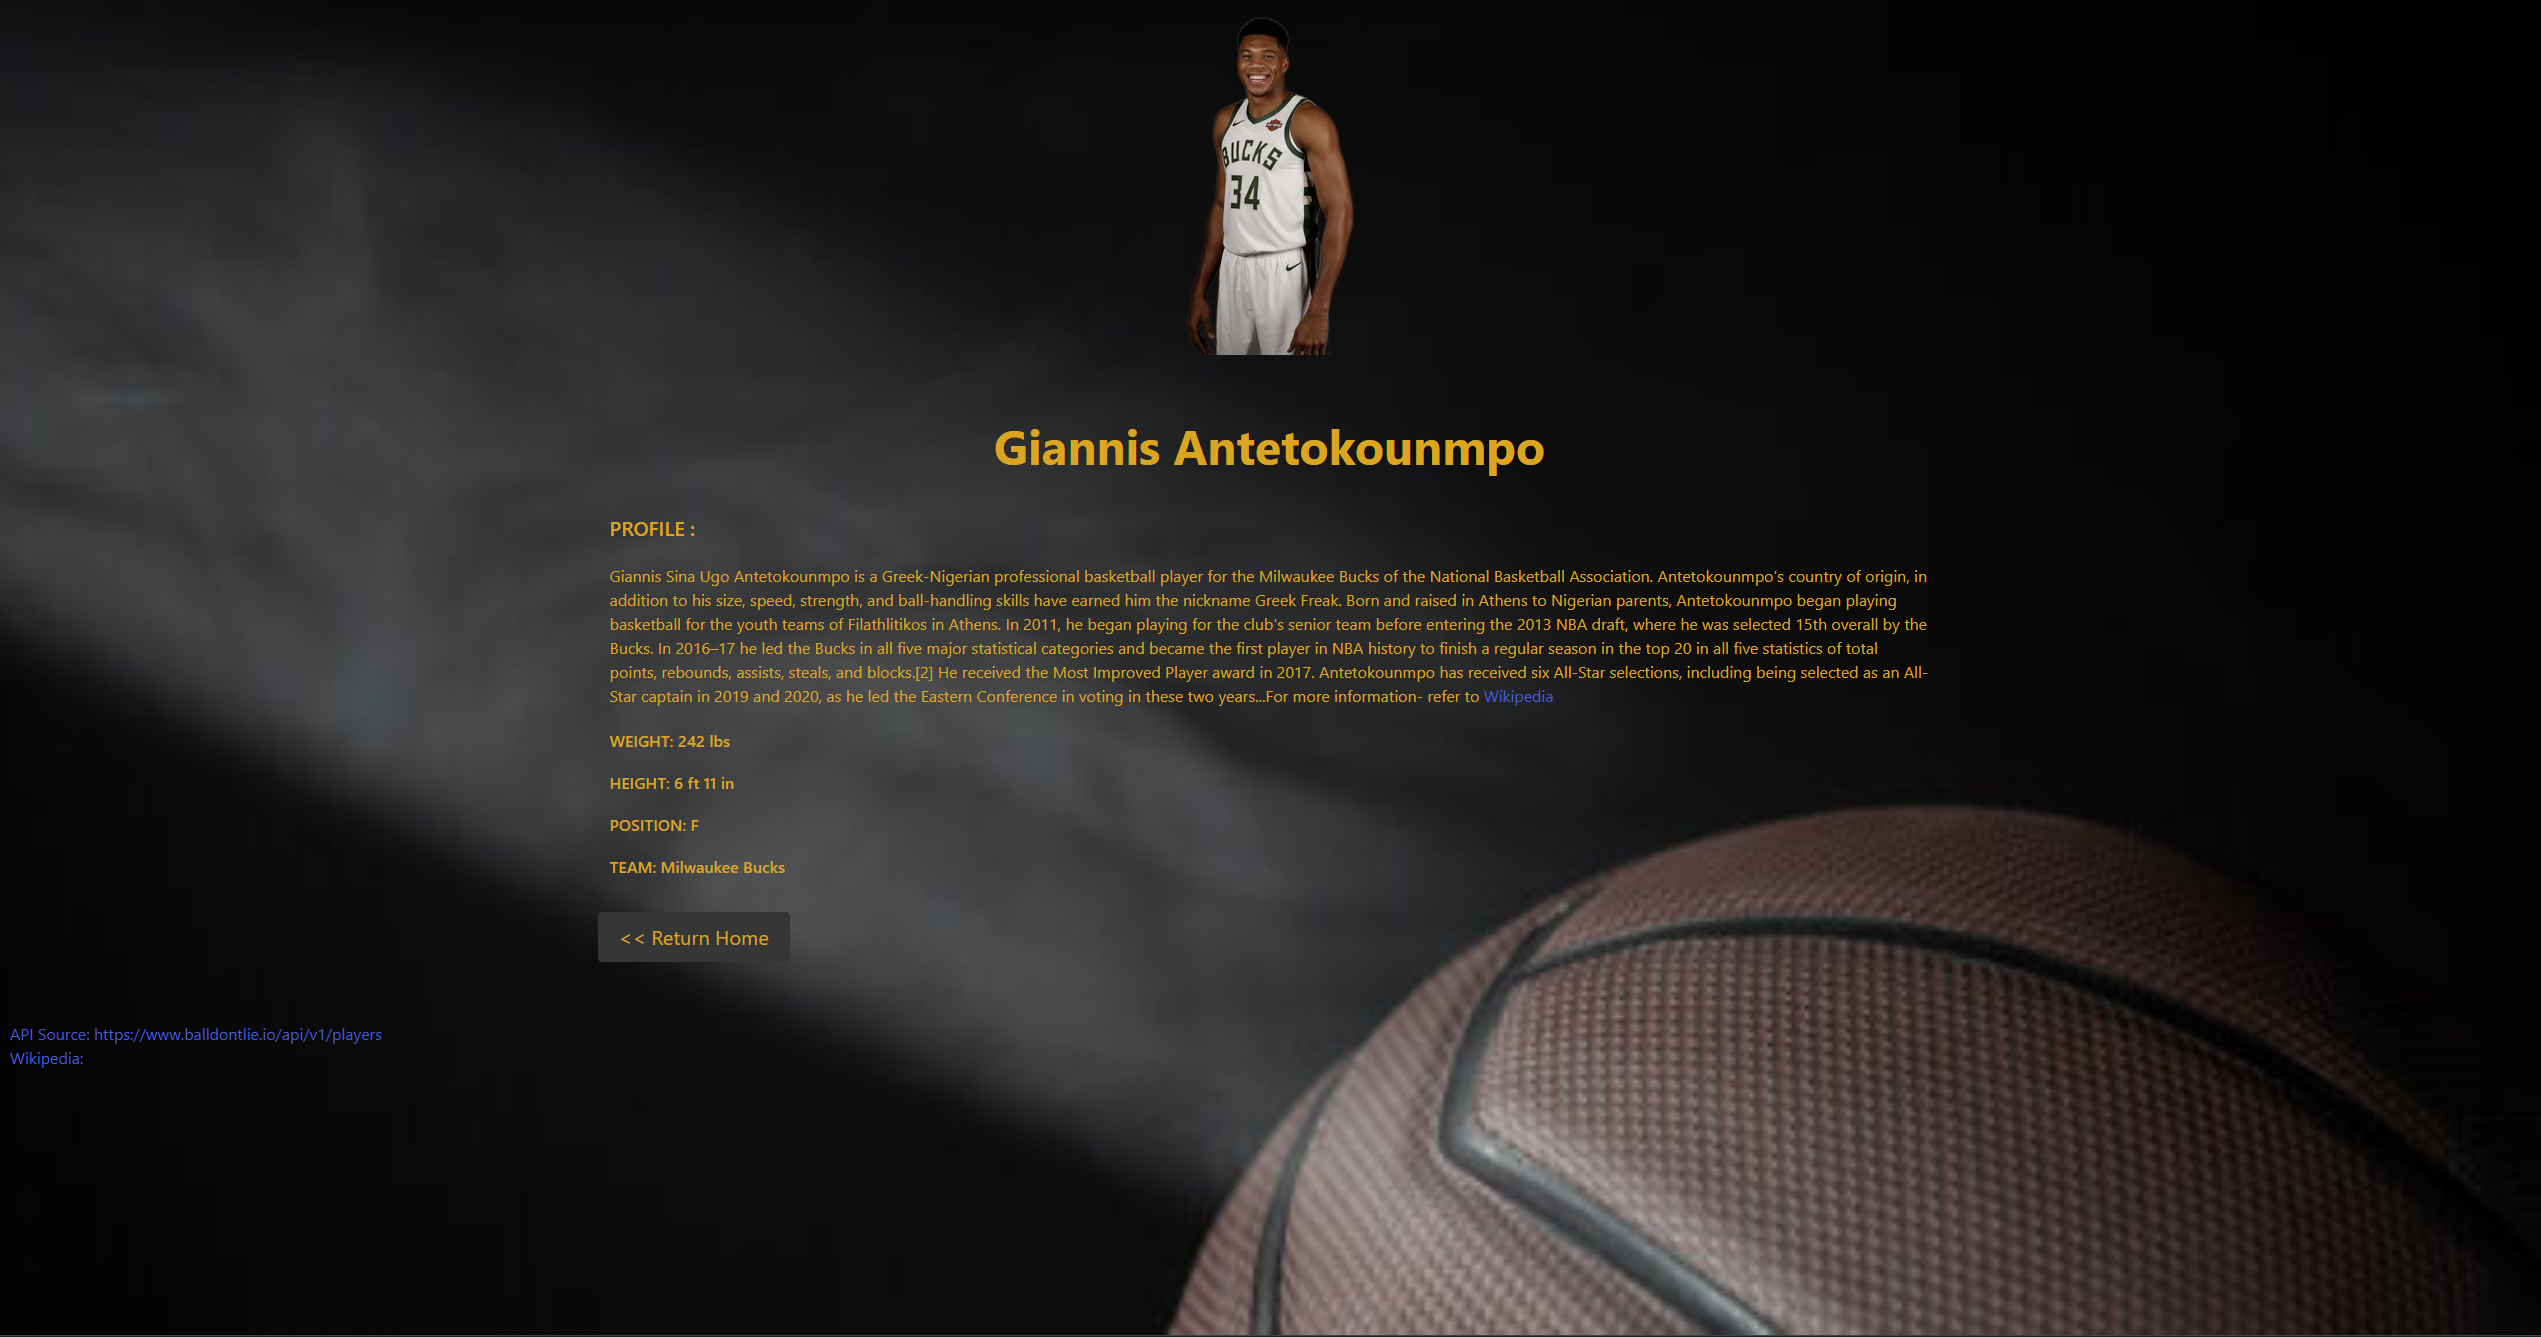 BUCKS
34
Giannis Antetokounmpo
PROFILE :
Giannis Sina Ugo Antetokounmpo is a Greek-Nigerian professional basketball player for the Milwaukee Bucks of the National Basketball Association. Antetokounmpo's country of origin, in
addition to his size, speed, strength, and ball-handling skills have earned him the nickname Greek Freak. Born and raised in Athens to Nigerian parents, Antetokounmpo began playing
basketball for the youth teams of Filathlitikos in Athens. In 2011, he began playing for the club's senior team before entering the 2013 NBA draft, where he was selected 15th overall by the
Bucks. In 2016–17 he led the Bucks in all five major statistical categories and became the first player in NBA history to finish a regular season in the top 20 in all five statistics of total
points, rebounds, assists, steals, and blocks.[2] He received the Most Improved Player award in 2017. Antetokounmpo has received six All-Star selections, including being selected as an All-
Star captain in 2019 and 2020, as he led the Eastern Conference in voting in these two years...For more information- refer to Wikipedia
WEIGHT: 242 lbs
HEIGHT: 6 ft 11 in
POSITION: F
TEAM: Milwaukee Bucks
<< Return Home
API Source: https://www.balldontlie.io/api/v1/players
Wikipedia: